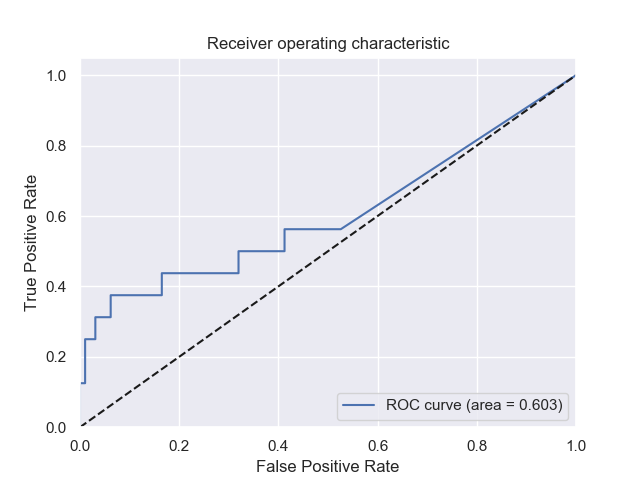 Receiver operating characteristic
1.0
0.8
0.6
0.4
0.2
0.0
True Positive Rate
ROC curve (area = 0.603)
0.0 0.2 0.4 0.6 0.8 1.0
False Positive Rate